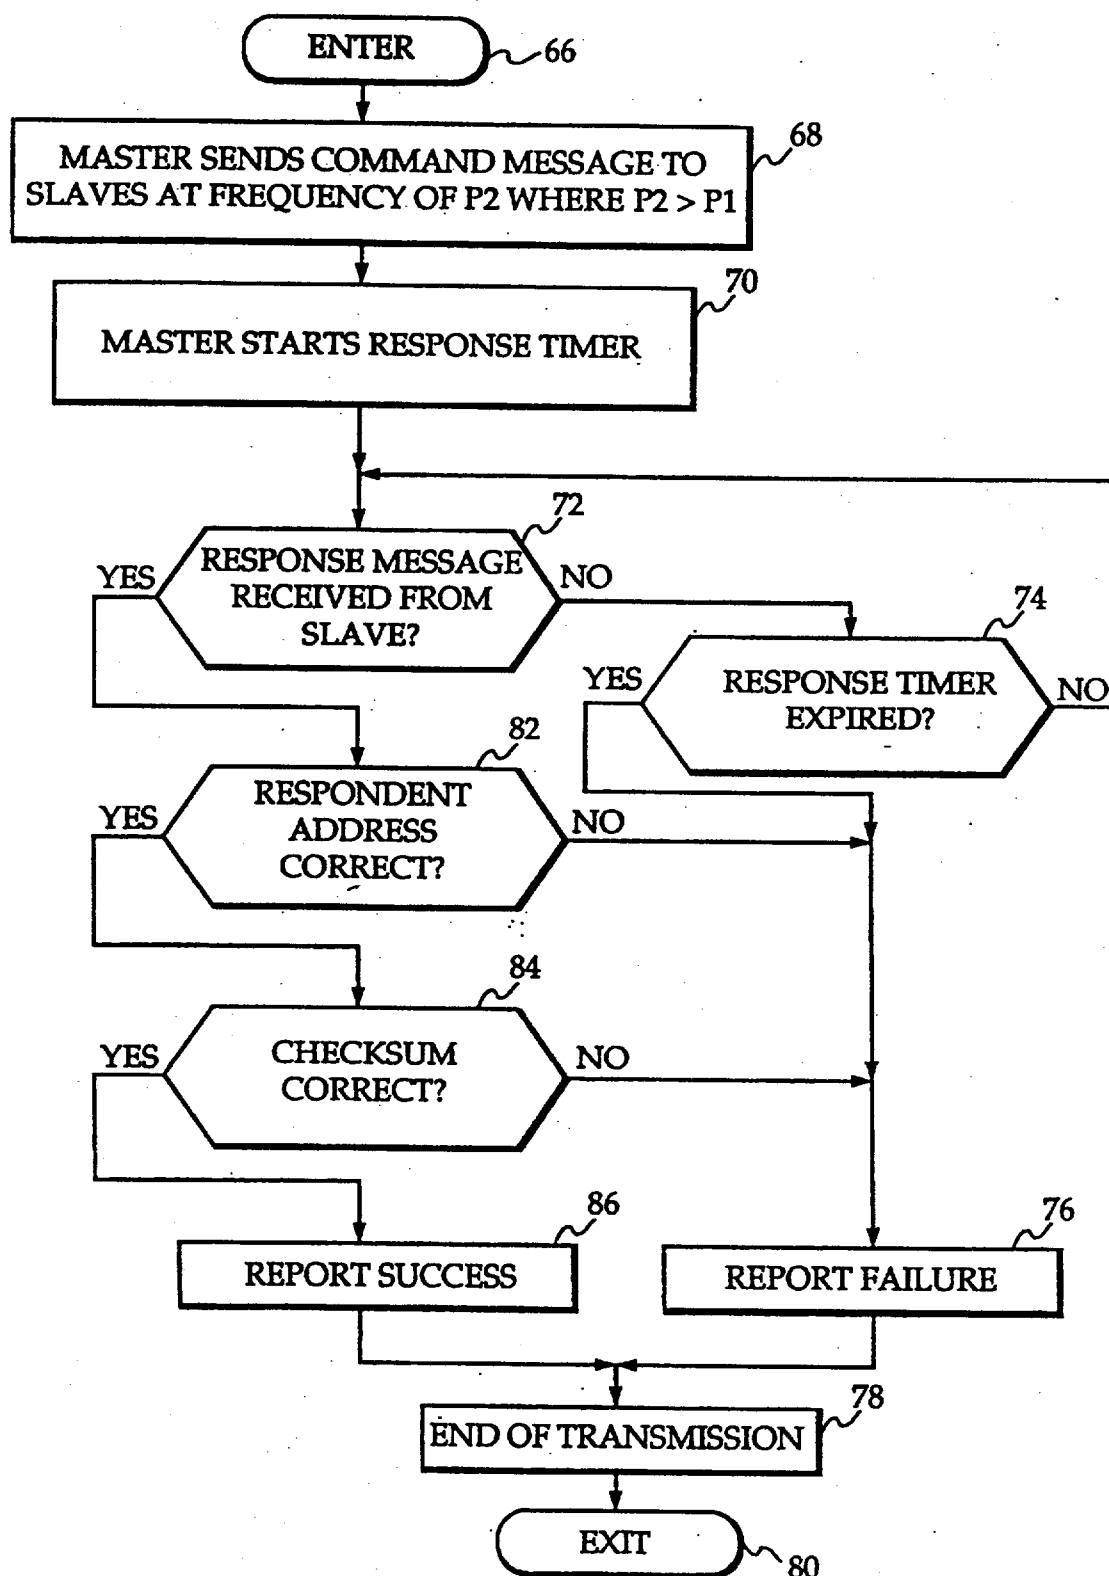 ENTER
66
MASTER SENDS COMMAND MESSAGE TO
SLAVES AT FREQUENCY OF P2 WHERE P2 > P1
68
MASTER STARTS RESPONSE TIMER
70
RESPONSE MESSAGE
RECEIVED FROM
SLAVE?
72
YES
NO
RESPONSE TIMER
EXPIRED?
74
YES
NO
RESPONDENT
ADDRESS
CORRECT?
82
YES
NO
CHECKSUM
CORRECT?
84
YES
NO
REPORT SUCCESS
86
REPORT FAILURE
76
END OF TRANSMISSION
78
EXIT
80